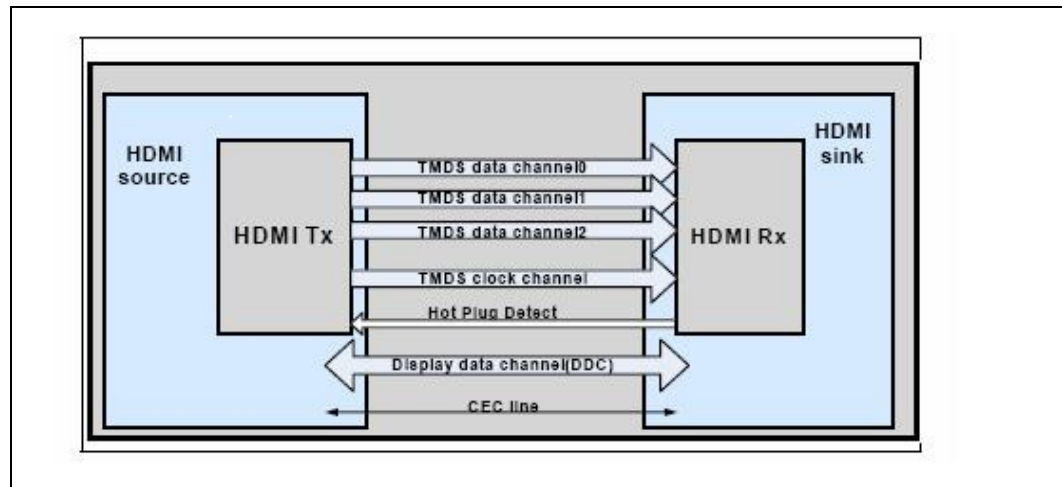 HDMI
source
HDMI Tx
TMDS data channel0
TMDS data channel1
TMDS data channel2
TMDS clock channel
Hot Plug Detect
Display data channel(DDC)
CEC line
HDMI Rx
HDMI
sink